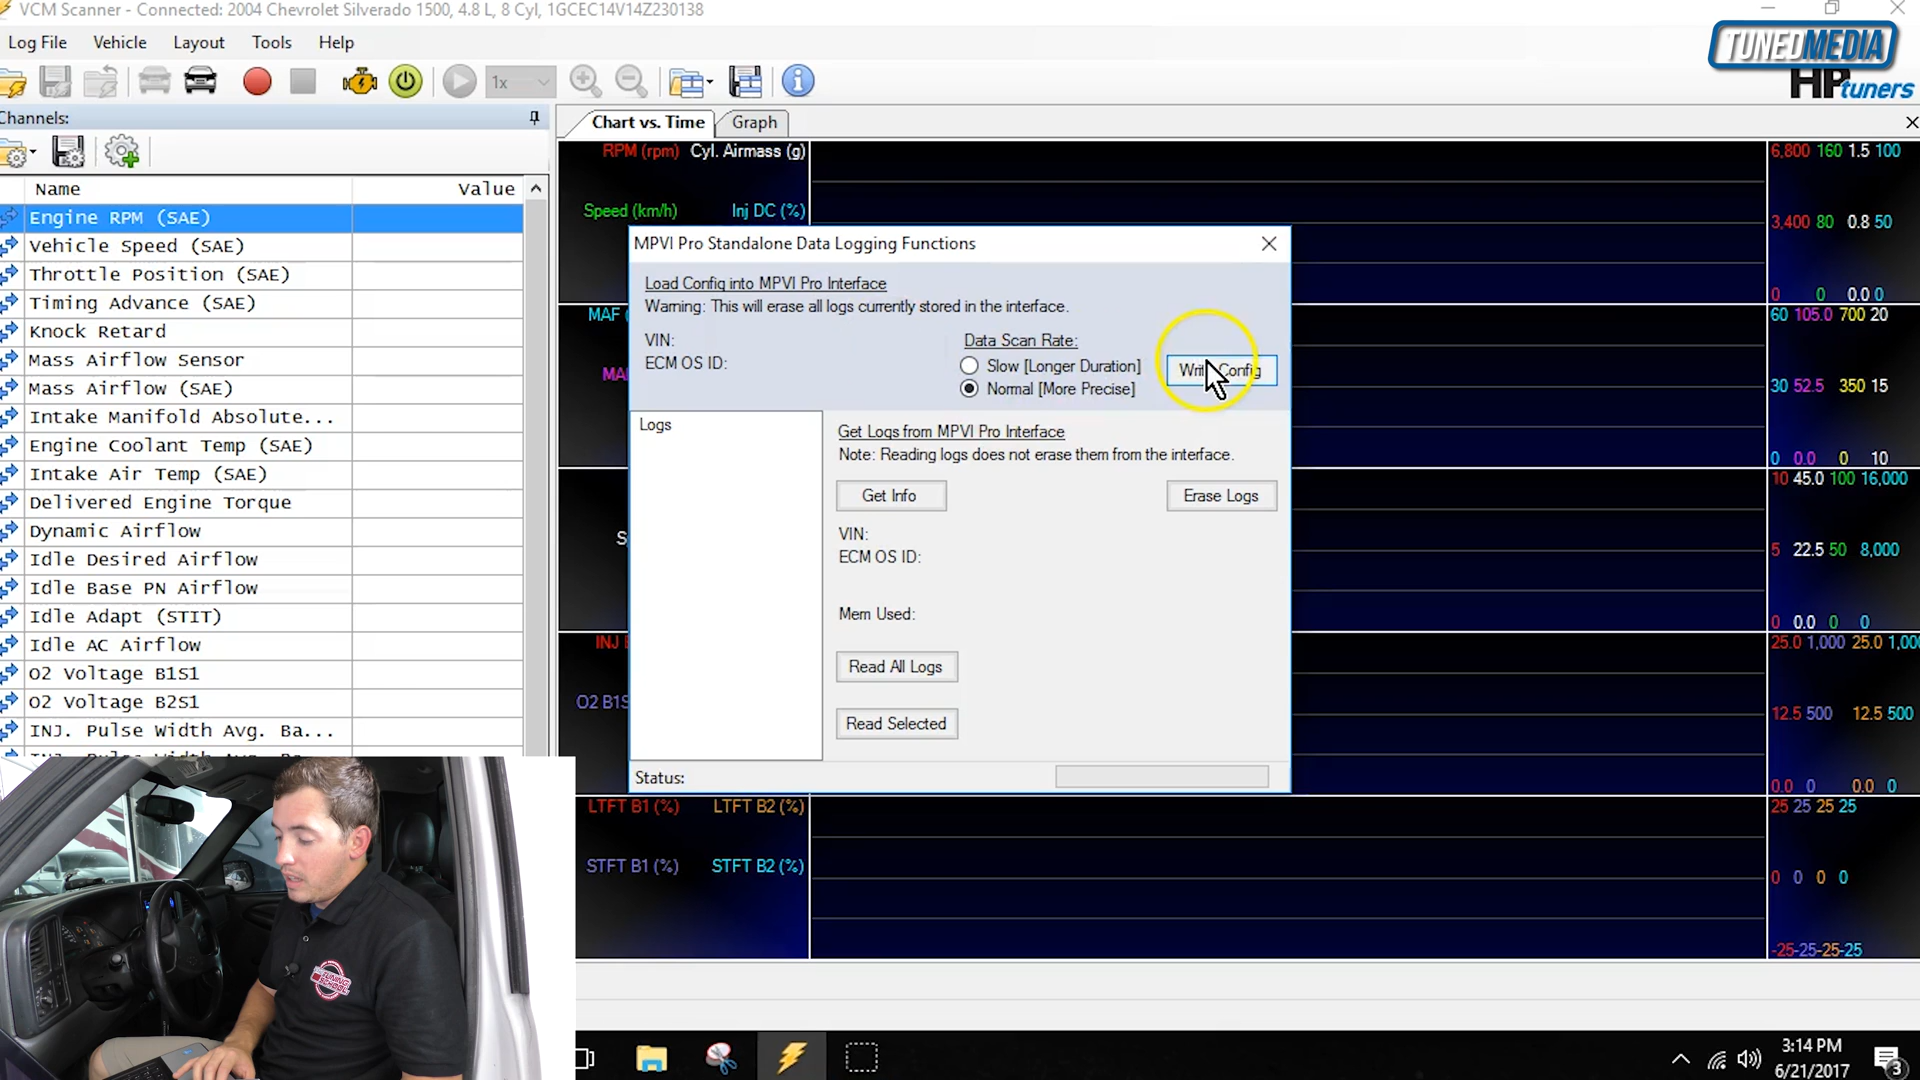 VCM Scanner - Connected: 2004 Chevrolet Silverado 1500, 4.8 L, 8 Cyl, 1GCEC14V14Z230138
TUNEDMEDIA
Log File Vehicle Layout Tools Help
1x
HP tuners
Channels:
Chart vs. Time Graph
Name Value
Engine RPM (SAE)
Vehicle Speed (SAE)
Throttle Position (SAE)
Timing Advance (SAE)
Knock Retard
Mass Airflow Sensor
Mass Airflow (SAE)
Intake Manifold Absolute...
Engine Coolant Temp (SAE)
Intake Air Temp (SAE)
Delivered Engine Torque
Dynamic Airflow
Idle Desired Airflow
Idle Base PN Airflow
Idle Adapt (STIT)
Idle AC Airflow
O2 Voltage B1S1
O2 Voltage B2S1
INJ. Pulse Width Avg. Ba...
RPM (rpm) Cyl. Airmass (g)
Speed (km/h) Inj DC (%)
MAF (
O2 B1S
LTFT B1 (%) LTFT B2 (%)
STFT B1 (%) STFT B2 (%)
MPVI Pro Standalone Data Logging Functions
Load Config into MPVI Pro Interface
Warning: This will erase all logs currently stored in the interface.
VIN:
ECM OS ID:
Data Scan Rate:
Slow [Longer Duration]
Normal [More Precise]
Write Config
Logs
Get Logs from MPVI Pro Interface
Note: Reading logs does not erase them from the interface.
Get Info
Erase Logs
VIN:
ECM OS ID:
Mem Used:
Read All Logs
Read Selected
Status:
6,800 160 1.5 100
3,400 80 0.8 50
0 0 0.0 0
60 105.0 700 20
30 52.5 350 15
0 0.0 0 10
10 45.0 100 16,000
5 22.5 50 8,000
0 0.0 0 0
25.0 1,000 25.0
12.5 500 12.5 500
0.0 0 0.0 0
25 25 25 25
0 0 0 0
-25 -25 -25 -25
TUNING SCHOOL
3:14 PM
6/21/2017
3